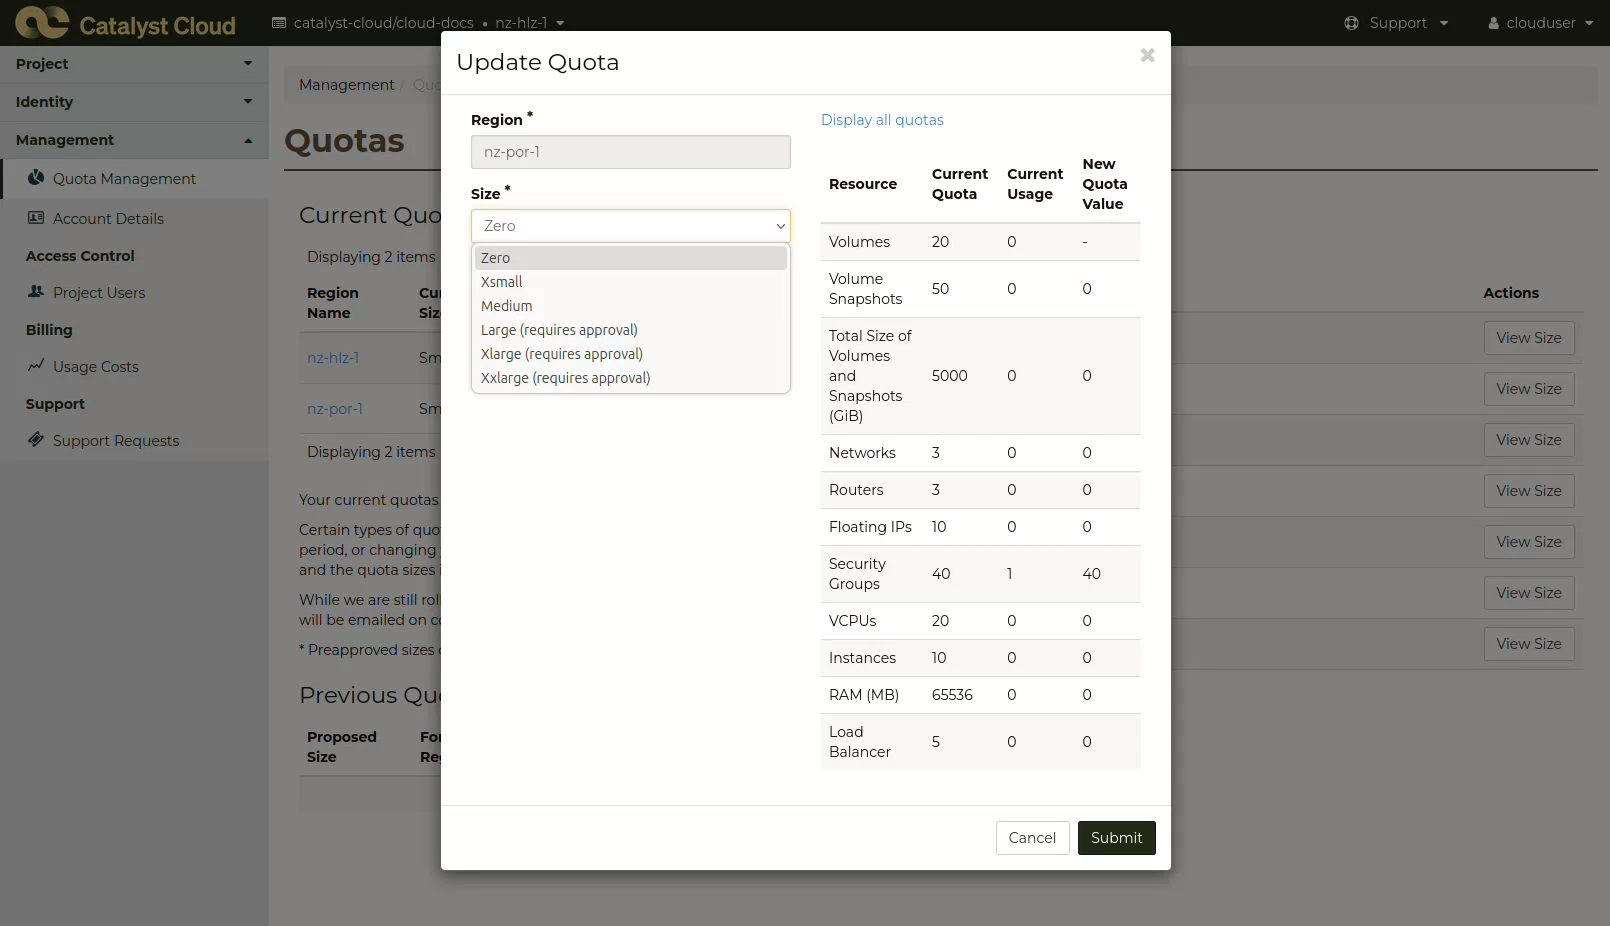 Catalyst Cloud
catalyst-cloud/cloud-docs • nz-hlz-1
Support
clouduser
Project
Identity
Management
Quota Management
Account Details
Access Control
Project Users
Billing
Usage Costs
Support
Support Requests
Management / Quo
Quotas
Current Quo
Displaying 2 items
Region
Name
Cu
Siz
nz-hlz-1
Sm
nz-por-1
Sm
Displaying 2 items
Your current quotas
Certain types of quo
period, or changing
and the quota sizes i
While we are still roll
will be emailed on co
* Preapproved sizes
Previous Quo
Proposed
Size
For
Reg
Actions
View Size
View Size
View Size
View Size
View Size
View Size
View Size
Update Quota
×
Region *
nz-por-1
Size *
Zero
Zero
Xsmall
Medium
Large (requires approval)
Xlarge (requires approval)
Xxlarge (requires approval)
Display all quotas
Resource
Current
Quota
Current
Usage
New
Quota
Value
Volumes 20 0 -
Volume
Snapshots 50 0 0
Total Size of
Volumes
and
Snapshots
(GiB)
5000 0 0
Networks 3 0 0
Routers 3 0 0
Floating IPs 10 0 0
Security
Groups 40 1 40
VCPUs 20 0 0
Instances 10 0 0
RAM (MB) 65536 0 0
Load
Balancer 5 0 0
Cancel
Submit